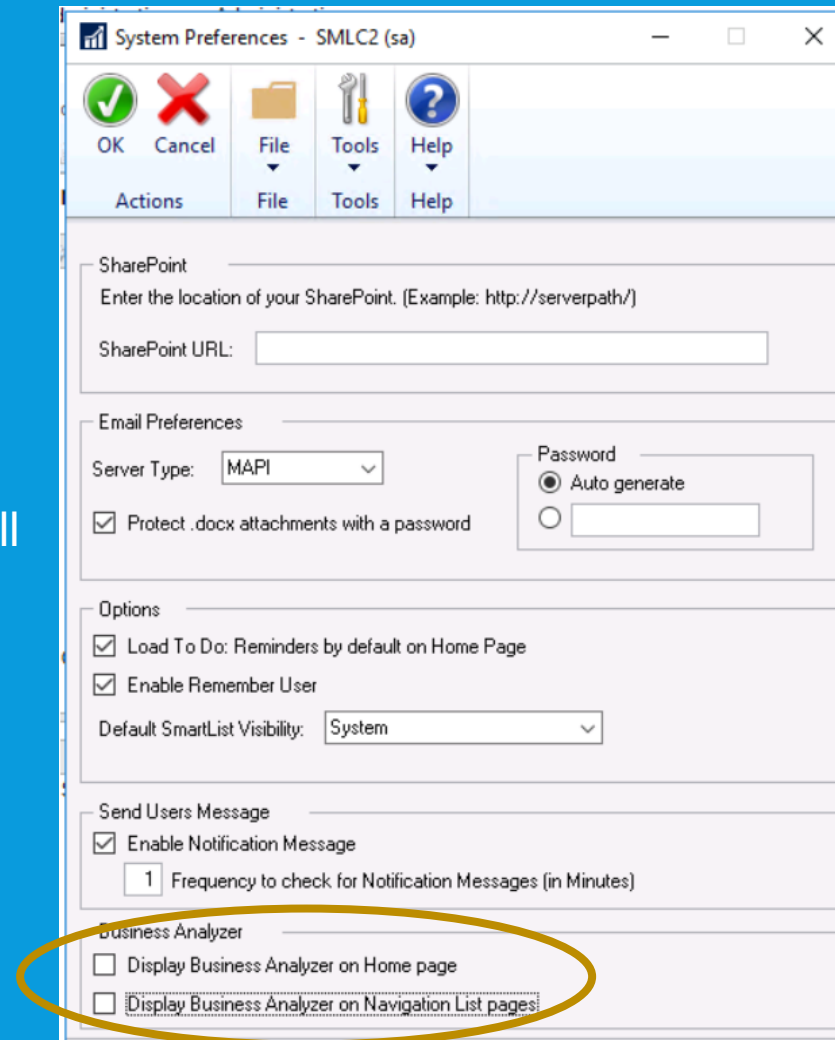 System Preferences - SMLC2 (sa)
OK Cancel File Tools Help
Actions File Tools Help
SharePoint
Enter the location of your SharePoint. (Example: http://serverpath/)
SharePoint URL:
Email Preferences
Server Type: MAPI
Protect .docx attachments with a password
Password
Auto generate
ll
Options
Load To Do: Reminders by default on Home Page
Enable Remember User
Default SmartList Visibility: System
Send Users Message
Enable Notification Message
1 Frequency to check for Notification Messages (in Minutes)
Business Analyzer
Display Business Analyzer on Home page
Display Business Analyzer on Navigation List pages